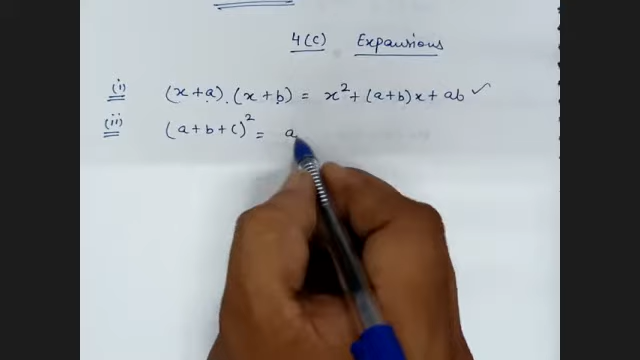 4(C) Expansions
(i) (x+a).(x+b) = x² + (a+b)x + ab ✓
(ii) (a+b+c)² = a